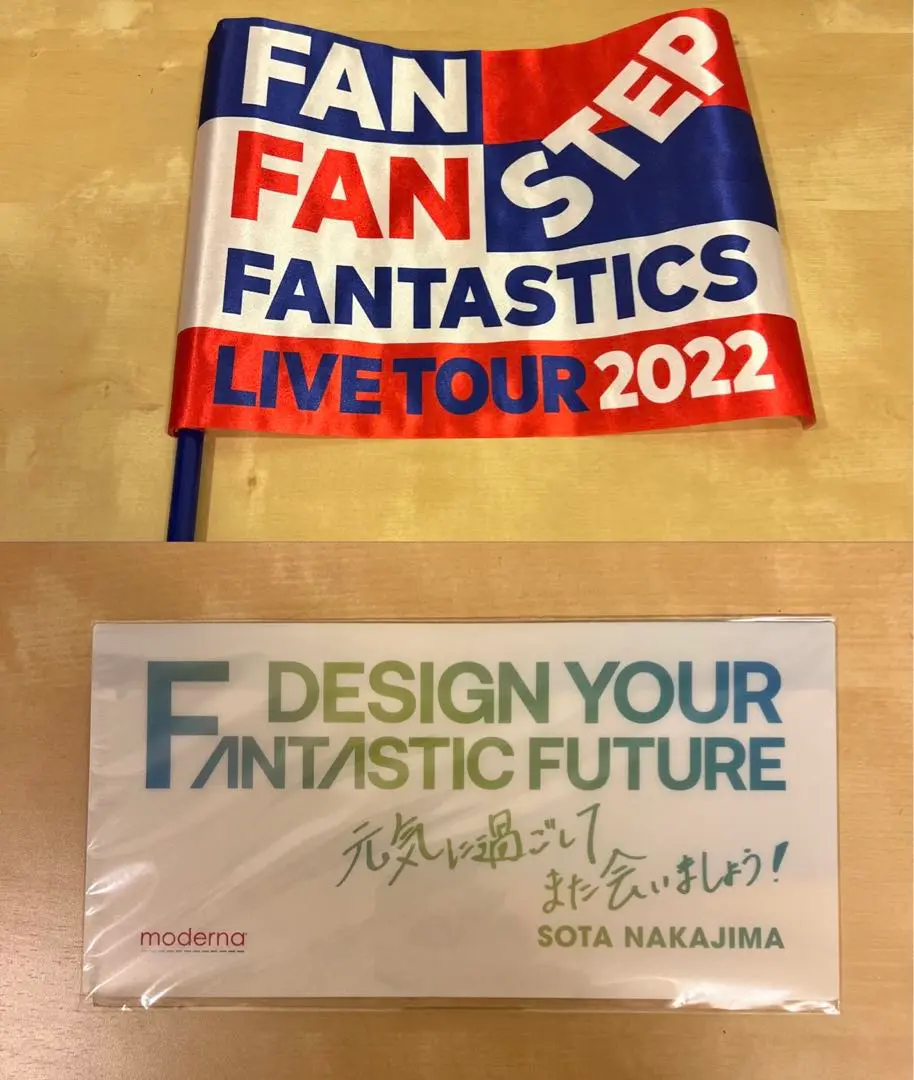 FAN
STEP
FAN
FANTASTICS
LIVE TOUR 2022
DESIGN YOUR
FANTASTIC FUTURE
元気に過ごして
また会いましょう!
moderna
SOTA NAKAJIMA